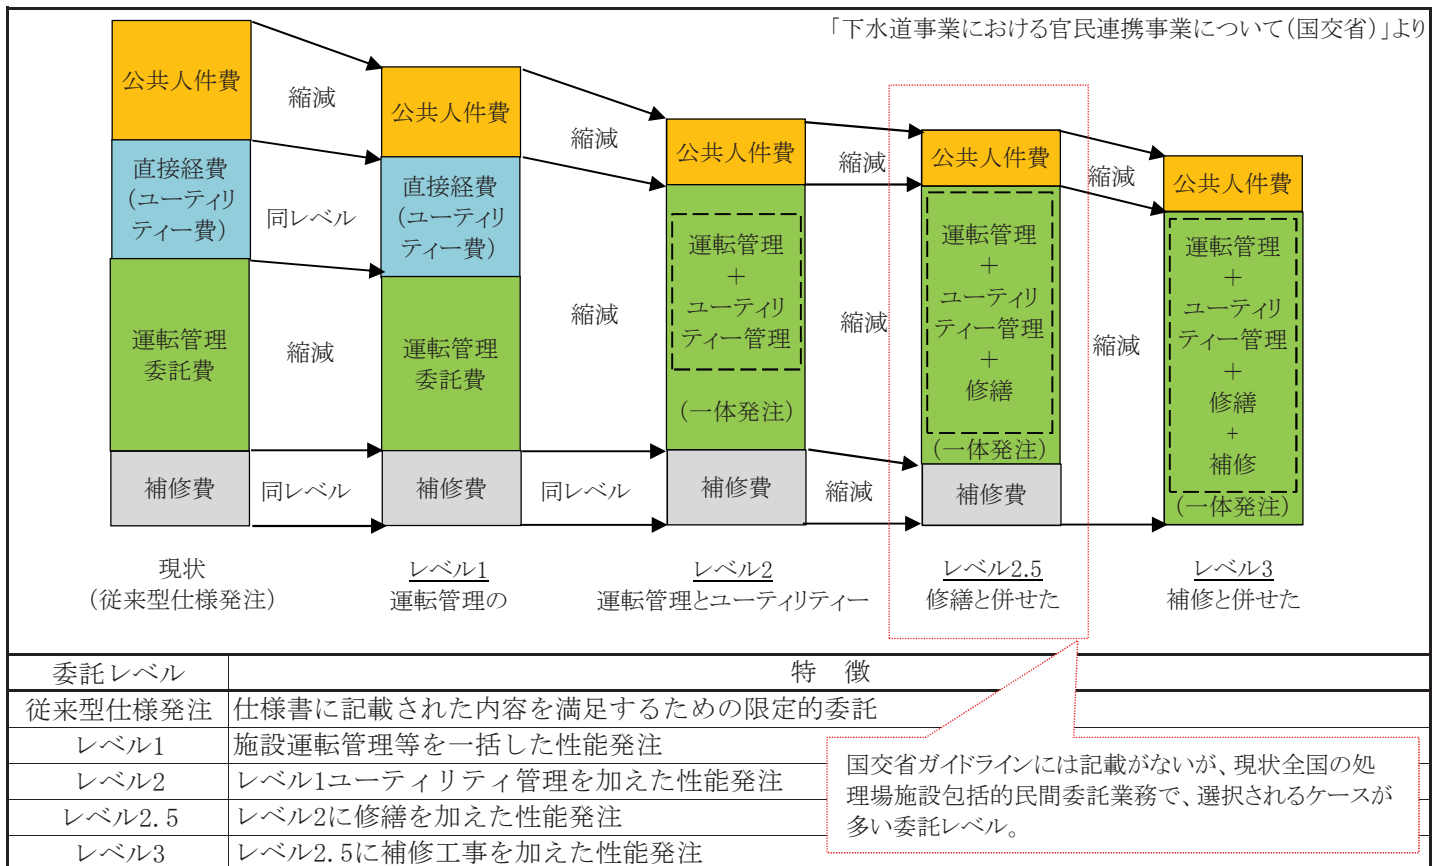 「下水道事業における官民連携事業について(国交省)」より
公共人件費
直接経費
(ユーティリ
ティー費)
運転管理
委託費
補修費
縮減
同レベル
縮減
同レベル
公共人件費
直接経費
(ユーティリ
ティー費)
運転管理
委託費
補修費
縮減
縮減
同レベル
公共人件費
運転管理
+
ユーティリ
ティー管理
(一体発注)
補修費
縮減
縮減
縮減
公共人件費
運転管理
+
ユーティリ
ティー管理
+
修繕
(一体発注)
補修費
縮減
縮減
公共人件費
運転管理
+
ユーティリ
ティー管理
+
修繕
+
補修
(一体発注)
現状
(従来型仕様発注)
レベル1
運転管理の
レベル2
運転管理とユーティリティー
レベル2.5
修繕と併せた
レベル3
補修と併せた
委託レベル 特 徴
従来型仕様発注 仕様書に記載された内容を満足するための限定的委託
レベル1 施設運転管理等を一括した性能発注
レベル2 レベル1ユーティリティ管理を加えた性能発注
レベル2.5 レベル2に修繕を加えた性能発注
レベル3 レベル2.5に補修工事を加えた性能発注
国交省ガイドラインには記載がないが、現状全国の処
理場施設包括的民間委託業務で、選択されるケースが
多い委託レベル。